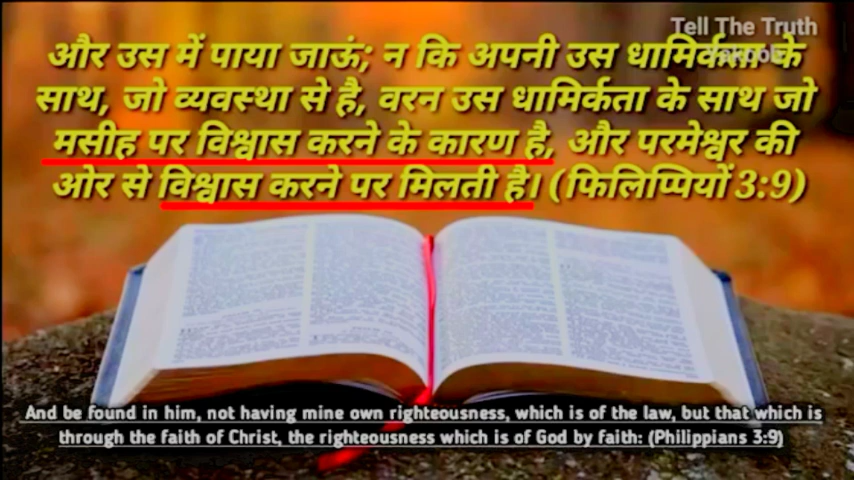 Tell The Truth
और उस में पाया जाऊं; न कि अपनी उस धामिर्कता के
साथ, जो व्यवस्था से है, वरन उस धामिर्कता के साथ जो
मसीह पर विश्वास करने के कारण है, और परमेश्वर की
ओर से विश्वास करने पर मिलती है। (फिलिप्पियों 3:9)
And be found in him, not having mine own righteousness, which is of the law, but that which is
through the faith of Christ, the righteousness which is of God by faith: (Philippians 3:9)